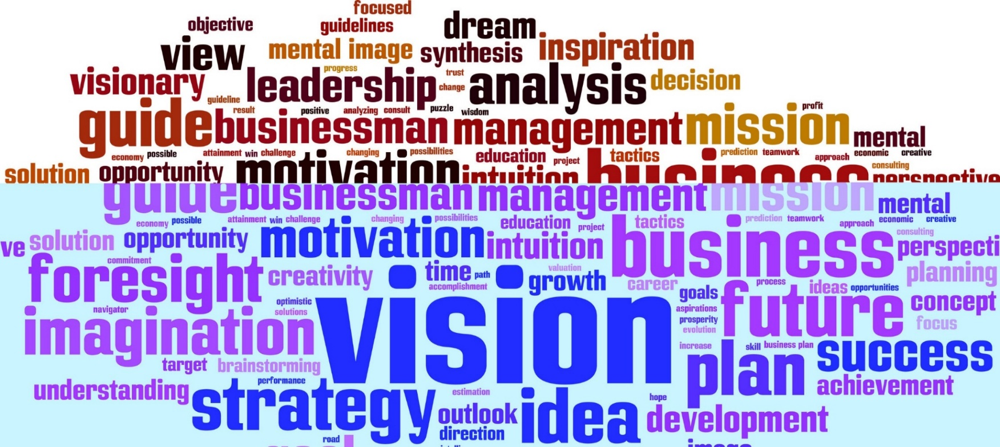 focused
objective guidelines dream
view mental image synthesis inspiration
progress trust
visionary leadership change analysis decision
guideline
result positive analyzing consult puzzle wisdom profit
guide businessman management mission mental
economy possible attainment win challenge changing possibilities education project tactics prediction teamwork approach economic creative
solution opportunity motivation intuition business consulting perspective
guide businessman management mission mental
economy possible attainment win challenge changing possibilities education project tactics prediction teamwork approach economic creative
ve solution opportunity motivation intuition business consulting perspecti
commitment
foresight creativity time path valuation growth career process ideas opportunities planning
accomplishment
optimistic vision goals future concept
navigator solutions aspirations
imagination prosperity focus
evolution
increase skill business plan success
target brainstorming plan
understanding performance achievement
strategy estimation idea hope
outlook development
direction
road
image